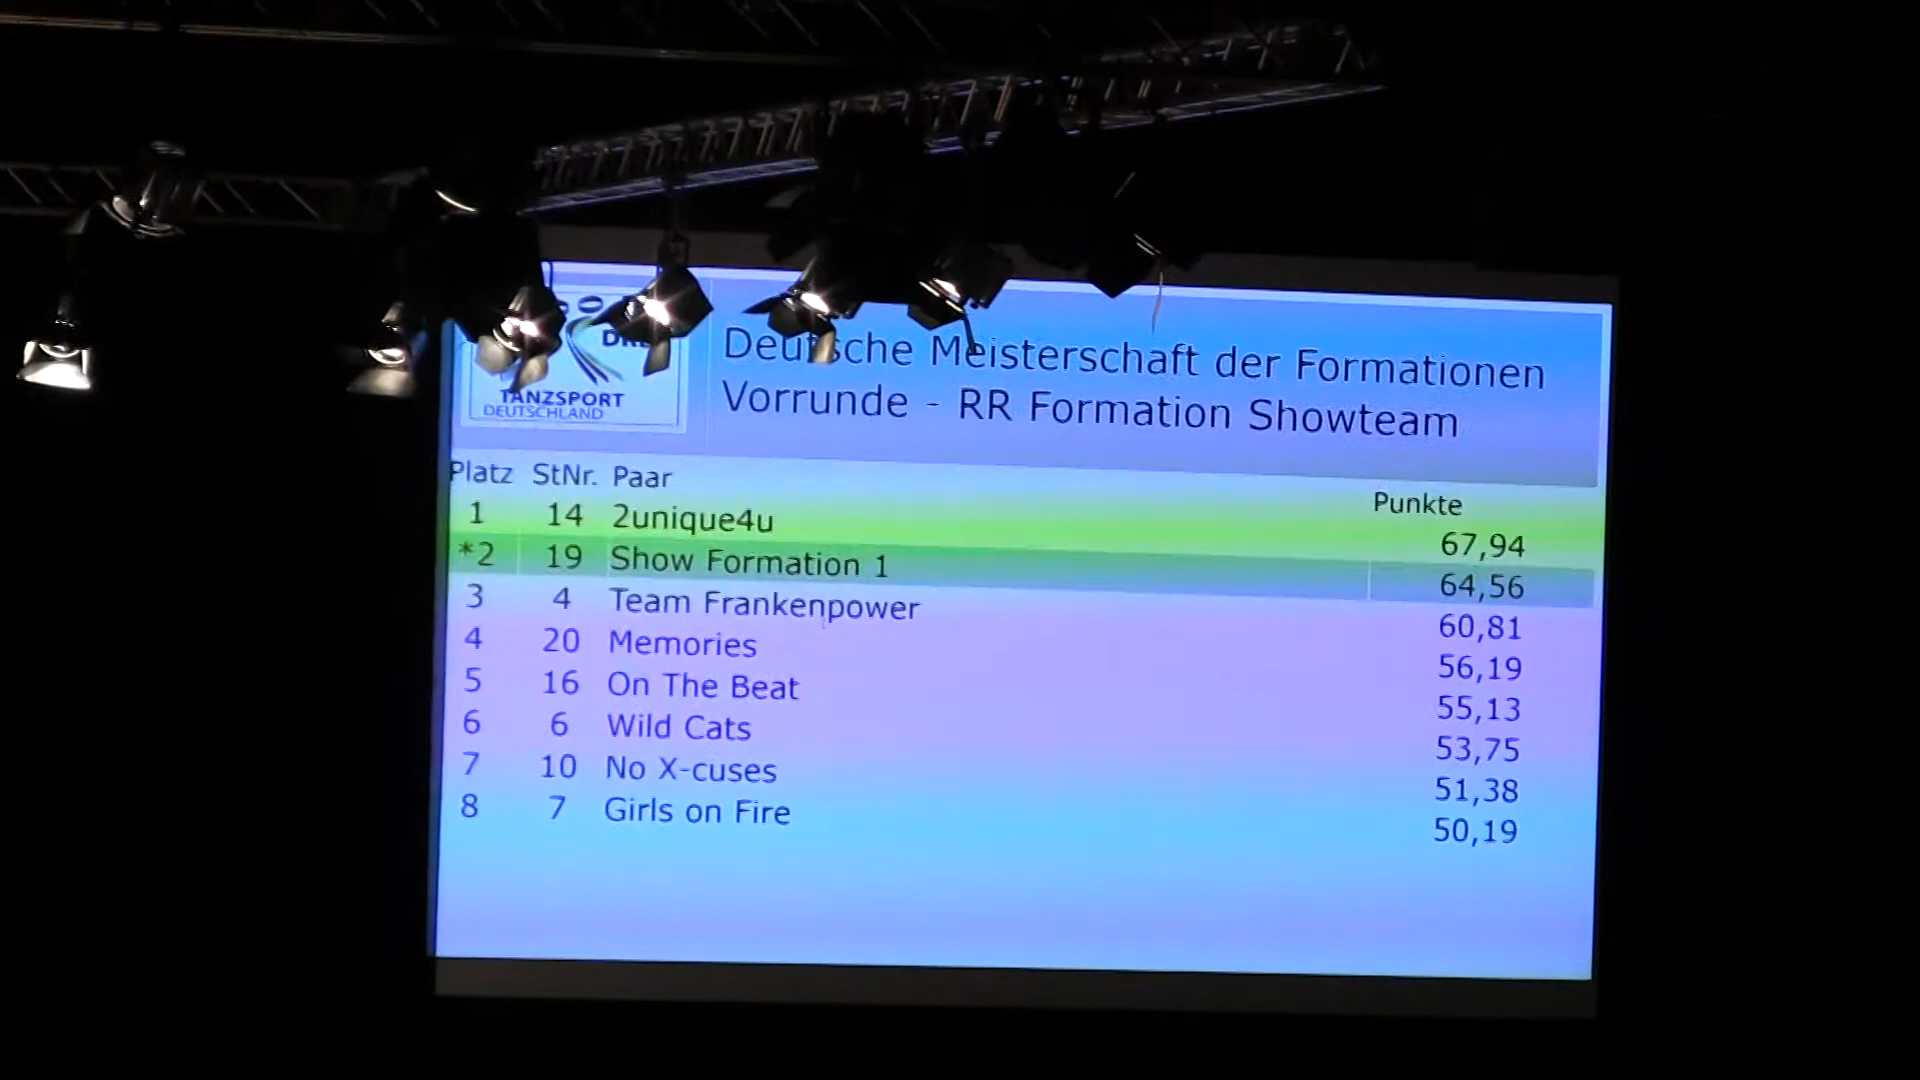 TANZSPORT
DEUTSCHLAND
Deutsche Meisterschaft der Formationen
Vorrunde - RR Formation Showteam
Platz StNr. Paar Punkte
1 14 2unique4u 67,94
*2 19 Show Formation 1 64,56
3 4 Team Frankenpower 60,81
4 20 Memories 56,19
5 16 On The Beat 55,13
6 6 Wild Cats 53,75
7 10 No X-cuses 51,38
8 7 Girls on Fire 50,19